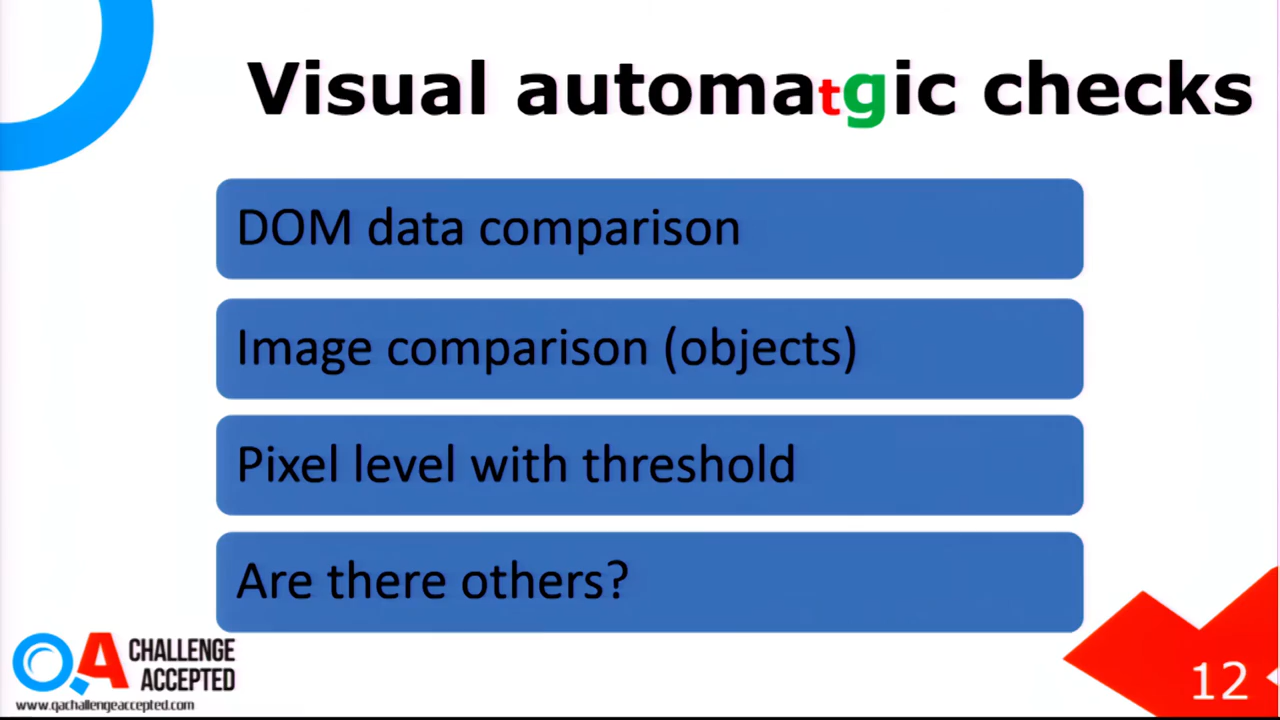 Visual automatgic checks
DOM data comparison
Image comparison (objects)
Pixel level with threshold
Are there others?
QA CHALLENGE
ACCEPTED
www.qachallengeaccepted.com
12